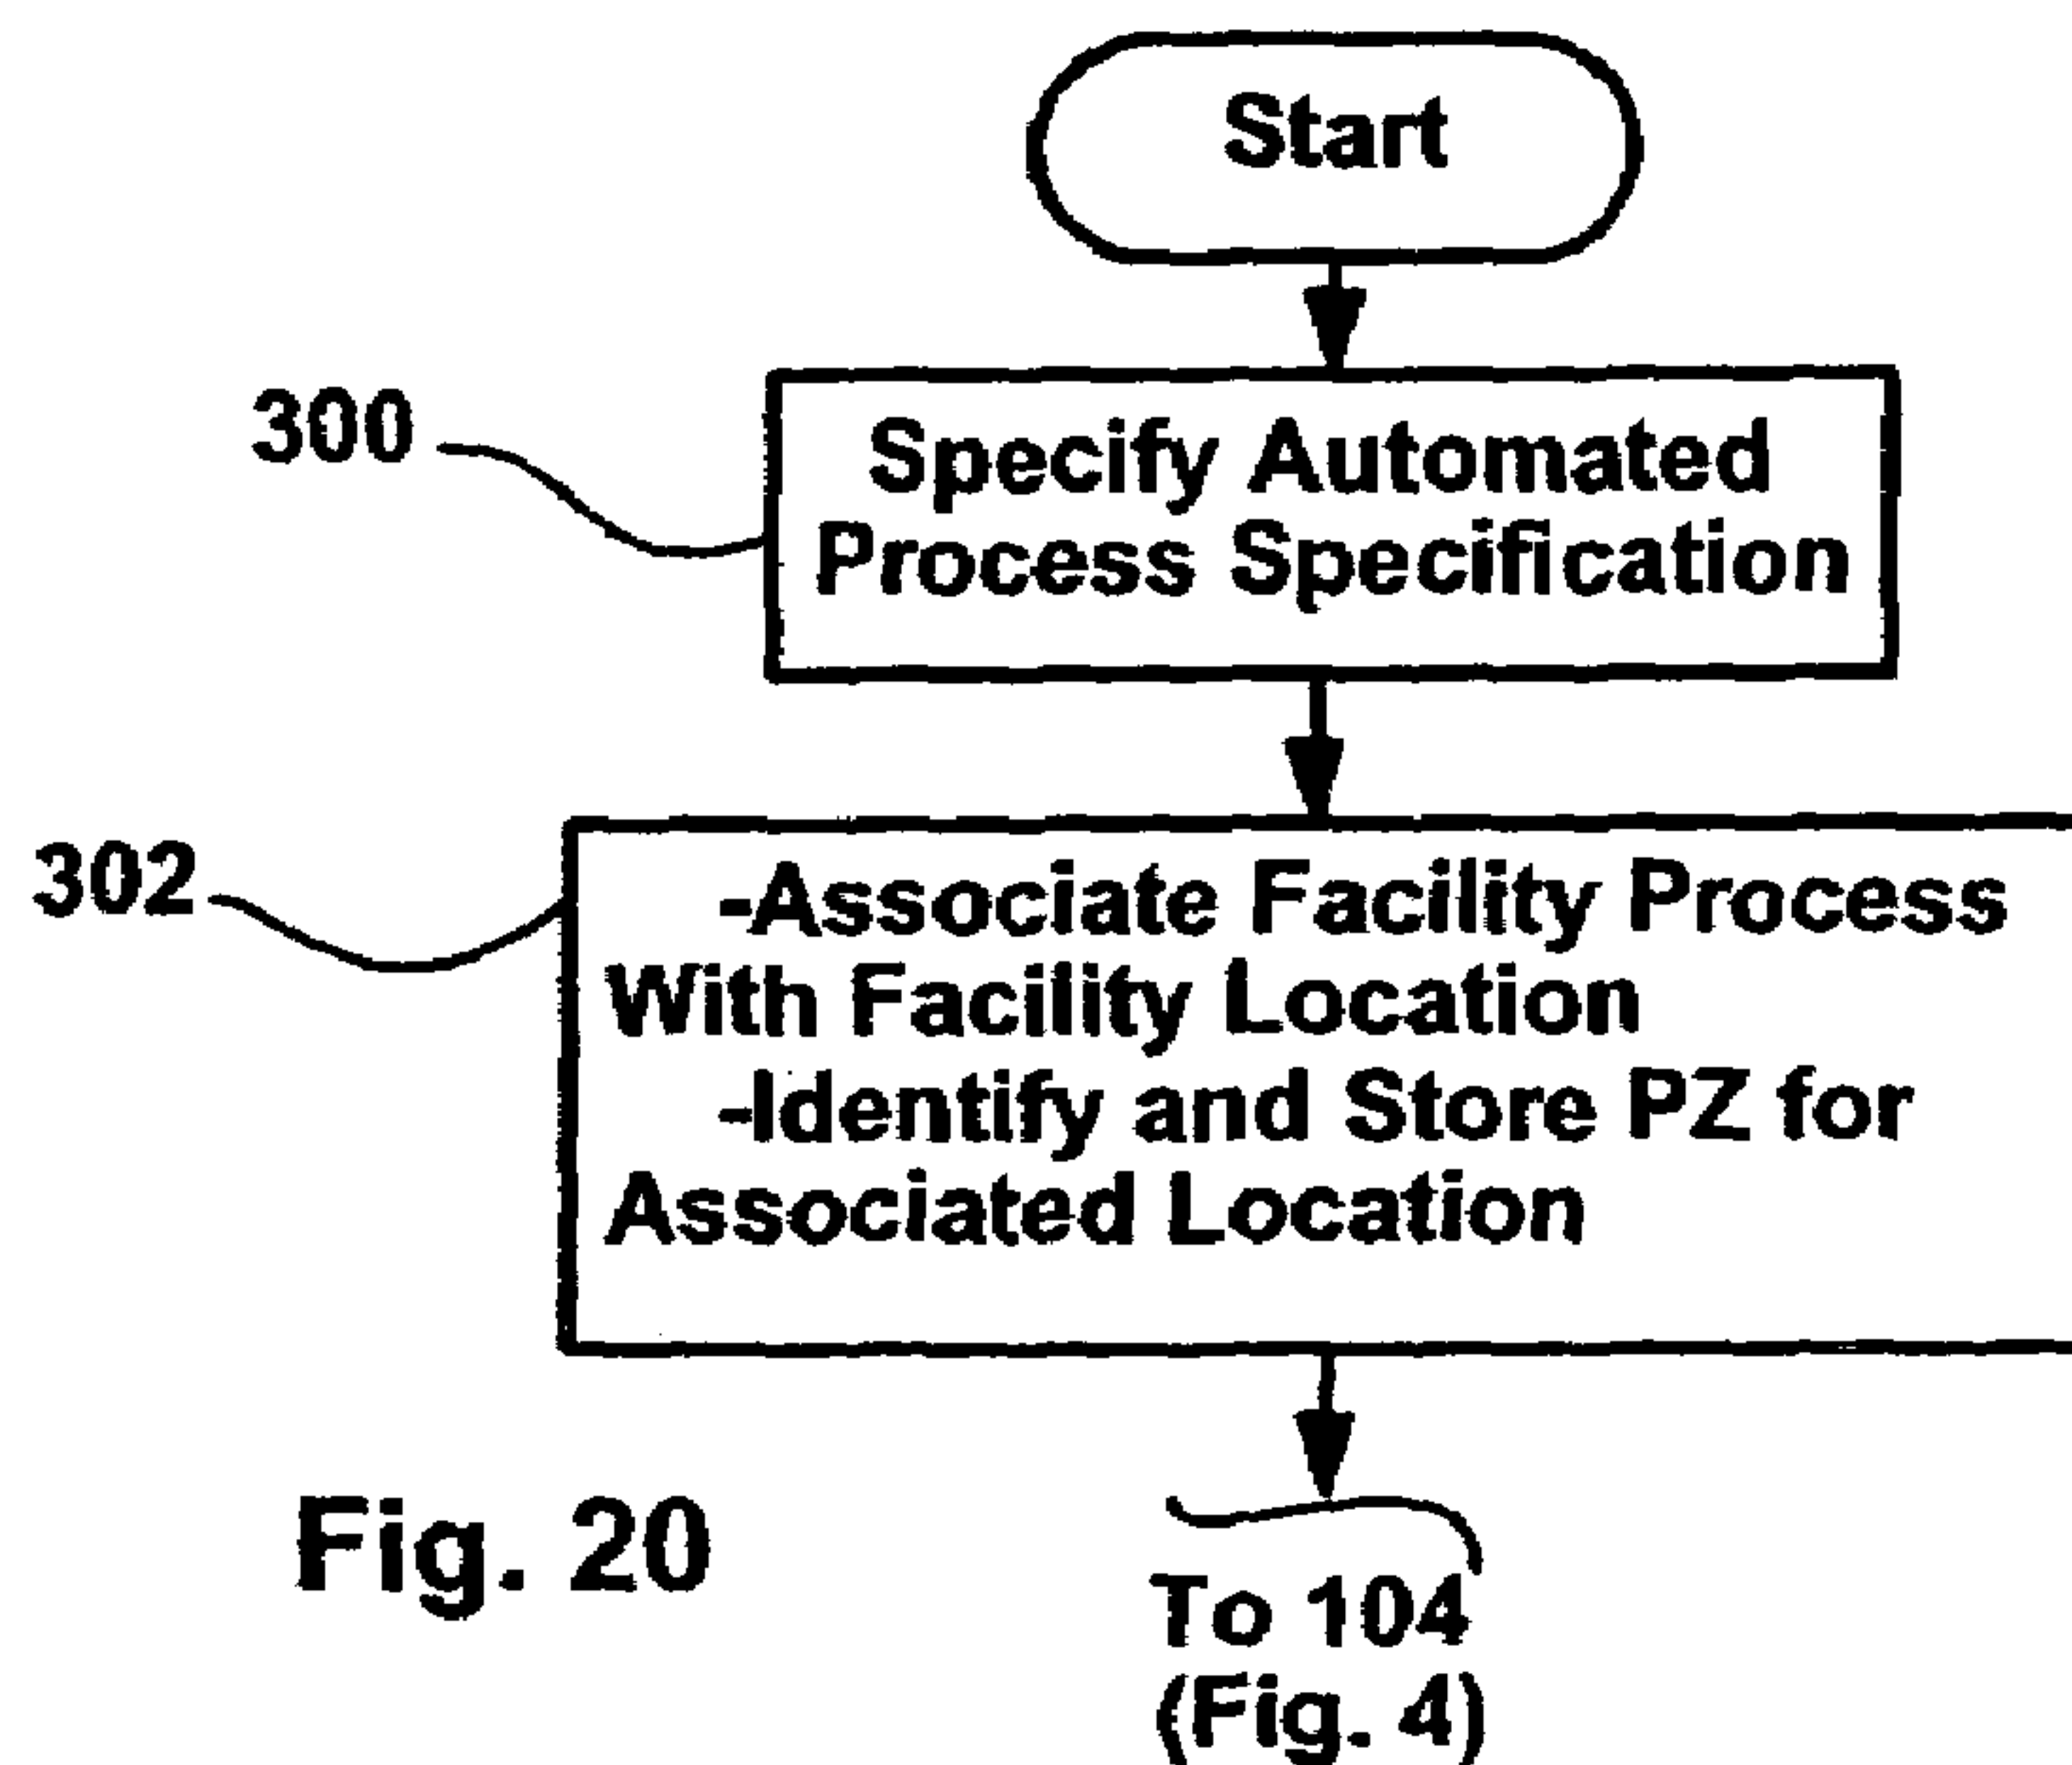 Start
300
Specify Automated
Process Specification
302
-Associate Facility Process
With Facility Location
-Identify and Store PZ for
Associated Location
Fig. 20
To 104
(Fig. 4)